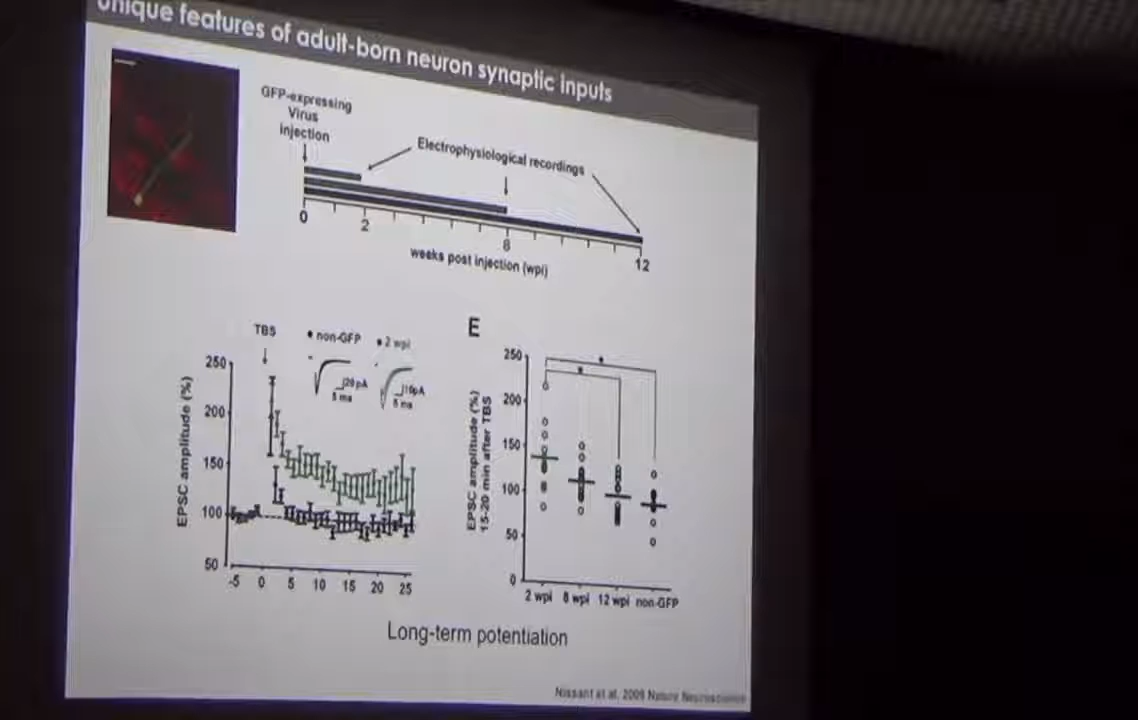 unique features of adult-born neuron synaptic inputs
GFP-expressing
Virus
injection
Electrophysiological recordings
0
2
8
12
weeks post injection (wpi)
TBS
• non-GFP
• 2 wpi
20 pA
5 ms
10pA
5 ms
EPSC amplitude (%)
250
200
150
100
50
-5 0 5 10 15 20 25
E
EPSC amplitude (%)
15-20 min after TBS
250
200
150
100
50
0
*
*
2 wpi 8 wpi 12 wpi non-GFP
Long-term potentiation
Nissant et al. 2009 Nature Neuroscience